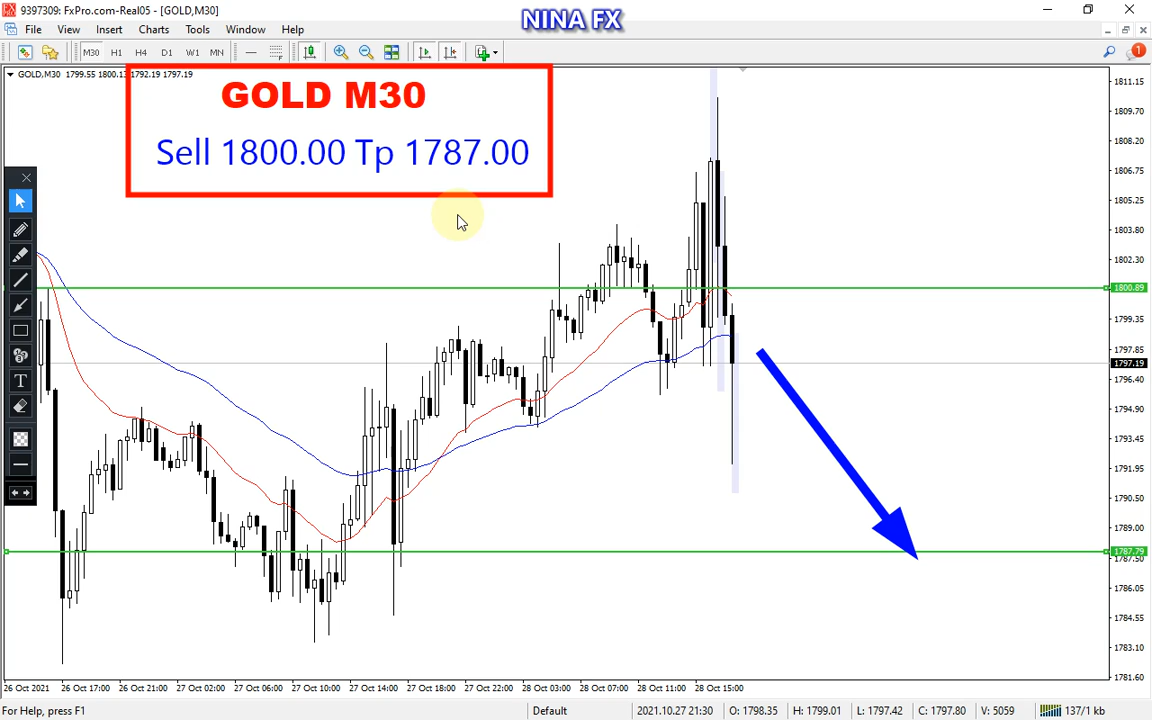 9397309: FxPro.com-Real05 - [GOLD,M30]
NINA FX
File View Insert Charts Tools Window Help
M30 H1 H4 D1 W1 MN
1
GOLD,M30 1799.55 1800.13 1792.19 1797.19
GOLD M30
Sell 1800.00 Tp 1787.00
1811.15
1809.70
1808.20
1806.75
1805.25
1803.80
1802.30
1800.89
1799.35
1797.85
1797.19
1796.40
1794.90
1793.45
1791.95
1790.50
1789.00
1787.79
1787.50
1786.05
1784.55
1783.10
1781.60
T
26 Oct 2021 26 Oct 17:00 26 Oct 21:00 27 Oct 02:00 27 Oct 06:00 27 Oct 10:00 27 Oct 14:00 27 Oct 18:00 27 Oct 22:00 28 Oct 03:00 28 Oct 07:00 28 Oct 11:00 28 Oct 15:00
For Help, press F1 Default 2021.10.27 21:30 O: 1798.35 H: 1799.01 L: 1797.42 C: 1797.80 V: 5059 137/1 kb